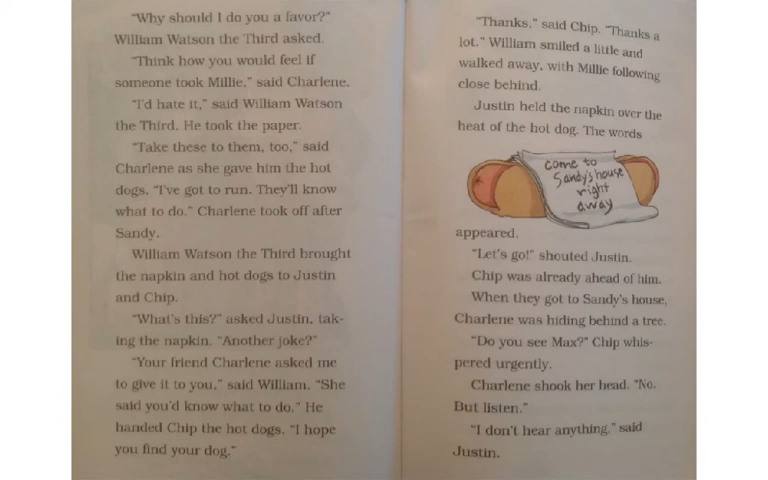 "Why should I do you a favor?"
William Watson the Third asked.
"Think how you would feel if
someone took Millie," said Charlene.
"I'd hate it," said William Watson
the Third. He took the paper.
"Take these to them, too," said
Charlene as she gave him the hot
dogs. "I've got to run. They'll know
what to do." Charlene took off after
Sandy.
William Watson the Third brought
the napkin and hot dogs to Justin
and Chip.
"What's this?" asked Justin, tak-
ing the napkin. "Another joke?"
"Your friend Charlene asked me
to give it to you," said William. "She
said you'd know what to do." He
handed Chip the hot dogs. "I hope
you find your dog."
"Thanks," said Chip. "Thanks a
lot." William smiled a little and
walked away, with Millie following
close behind.
Justin held the napkin over the
heat of the hot dog. The words
come to
Sandy's house
right
away
appeared.
"Let's go!" shouted Justin.
Chip was already ahead of him.
When they got to Sandy's house,
Charlene was hiding behind a tree.
"Do you see Max?" Chip whis-
pered urgently.
Charlene shook her head. "No.
But listen."
"I don't hear anything," said
Justin.